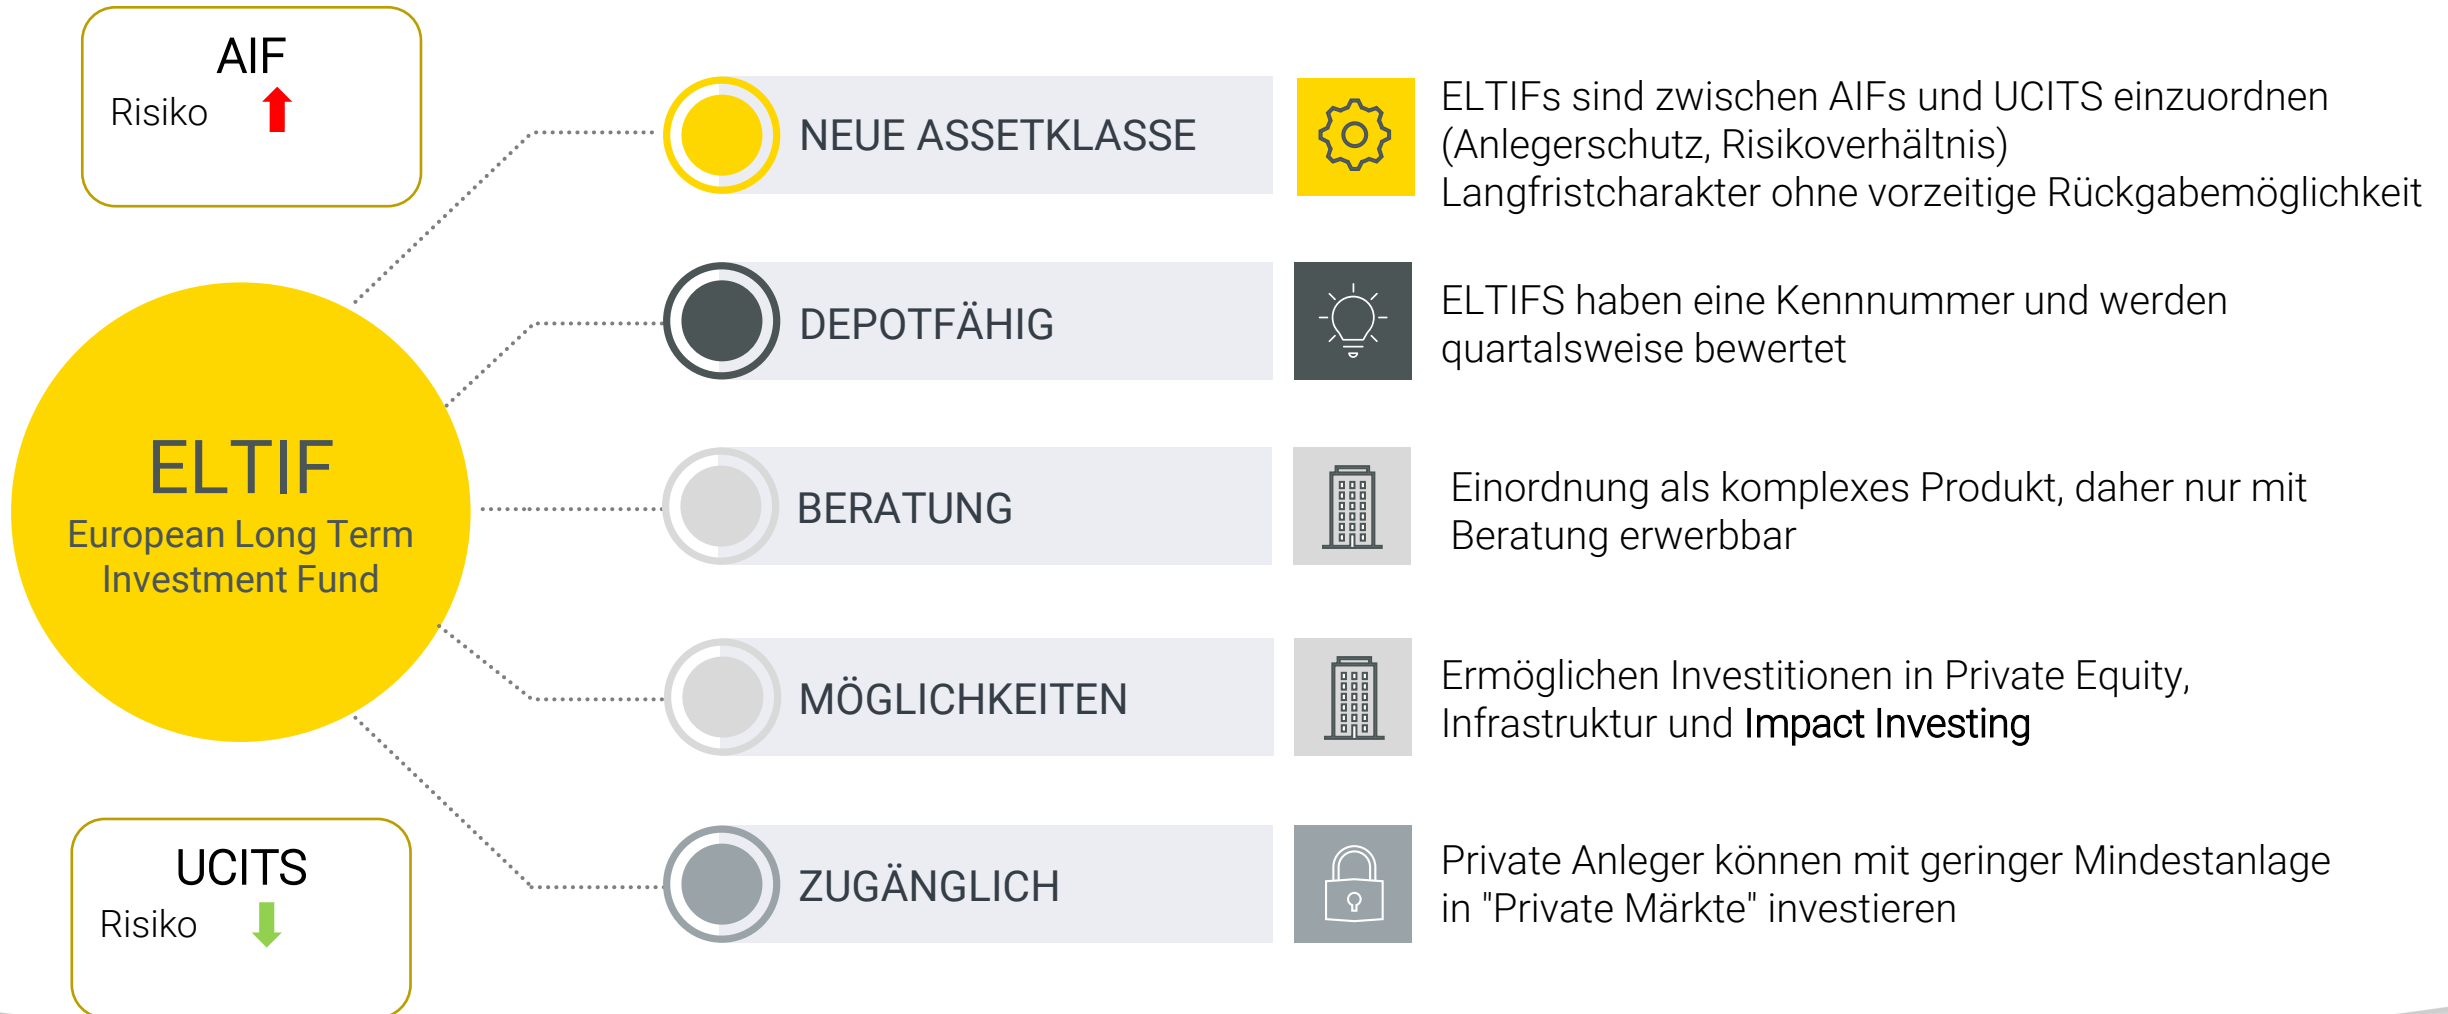 AIF
Risiko
ELTIF
European Long Term
Investment Fund
UCITS
Risiko
NEUE ASSETKLASSE
ELTIFs sind zwischen AIFs und UCITS einzuordnen
(Anlegerschutz, Risikoverhältnis)
Langfristcharakter ohne vorzeitige Rückgabemöglichkeit
DEPOTFÄHIG
ELTIFS haben eine Kennnummer und werden
quartalsweise bewertet
BERATUNG
Einordnung als komplexes Produkt, daher nur mit
Beratung erwerbbar
MÖGLICHKEITEN
Ermöglichen Investitionen in Private Equity,
Infrastruktur und Impact Investing
ZUGÄNGLICH
Private Anleger können mit geringer Mindestanlage
in "Private Märkte" investieren